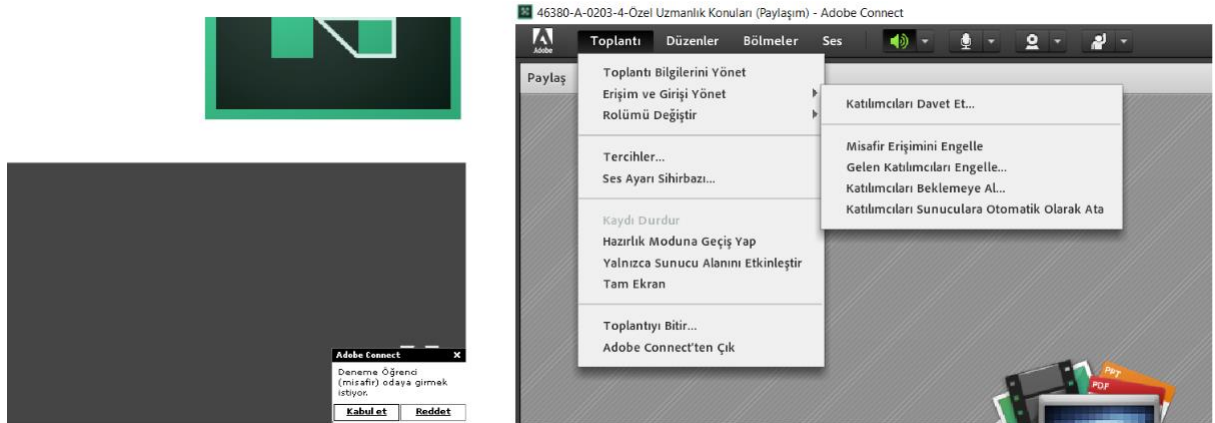 46380-A-0203-4-Özel Uzmanlık Konuları (Paylaşım) - Adobe Connect
Adobe
Toplantı Düzenler Bölmeler Ses
Paylaş
Toplantı Bilgilerini Yönet
Erişim ve Girişi Yönet
Rolümü Değiştir
Tercihler...
Ses Ayarı Sihirbazı...
Kaydı Durdur
Hazırlık Moduna Geçiş Yap
Yalnızca Sunucu Alanını Etkinleştir
Tam Ekran
Toplantıyı Bitir...
Adobe Connect'ten Çık
Katılımcıları Davet Et...
Misafir Erişimini Engelle
Gelen Katılımcıları Engelle...
Katılımcıları Beklemeye Al...
Katılımcıları Sunuculara Otomatik Olarak Ata
PPT
PDF
Adobe Connect X
Deneme Öğrenci
(misafir) odaya girmek
istiyor.
Kabul et Reddet